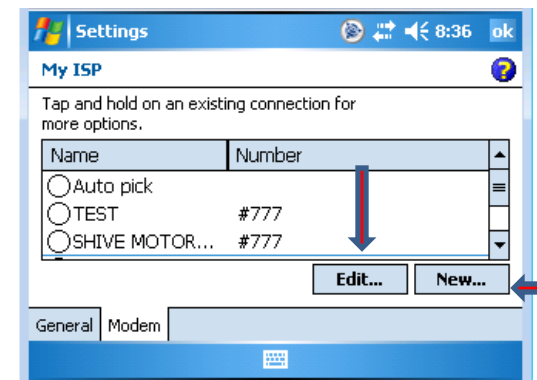 Settings 8:36 ok
My ISP
Tap and hold on an existing connection for
more options.
Name Number
Auto pick
TEST #777
SHIVE MOTOR... #777
Edit... New...
General Modem